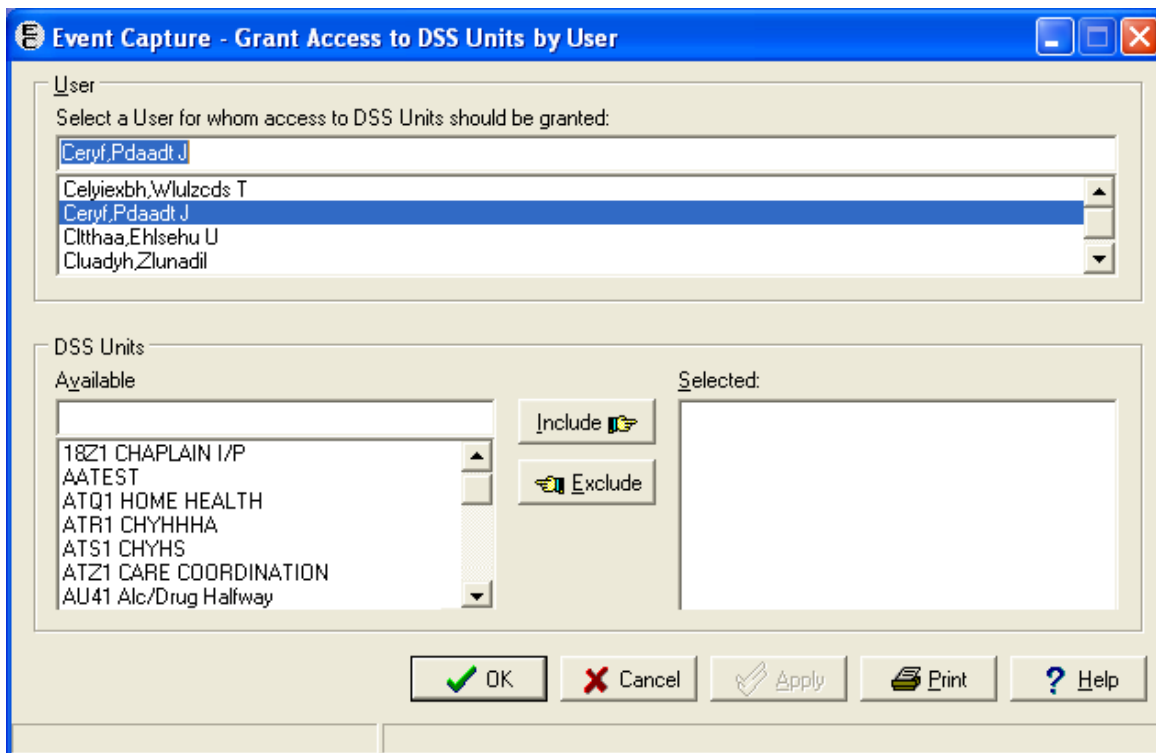 Event Capture - Grant Access to DSS Units by User
User
Select a User for whom access to DSS Units should be granted:
Ceryf,Pdaadt J
Celyiexbh,Wlulzcds T
Ceryf,Pdaadt J
Cltthaa,Ehlsehu U
Cluadyh,Zlunadil
DSS Units
Available
Selected:
18Z1 CHAPLAIN I/P
AATEST
ATQ1 HOME HEALTH
ATR1 CHYHHHA
ATS1 CHYHS
ATZ1 CARE COORDINATION
AU41 Alc/Drug Halfway
Include
Exclude
OK
Cancel
Apply
Print
? Help